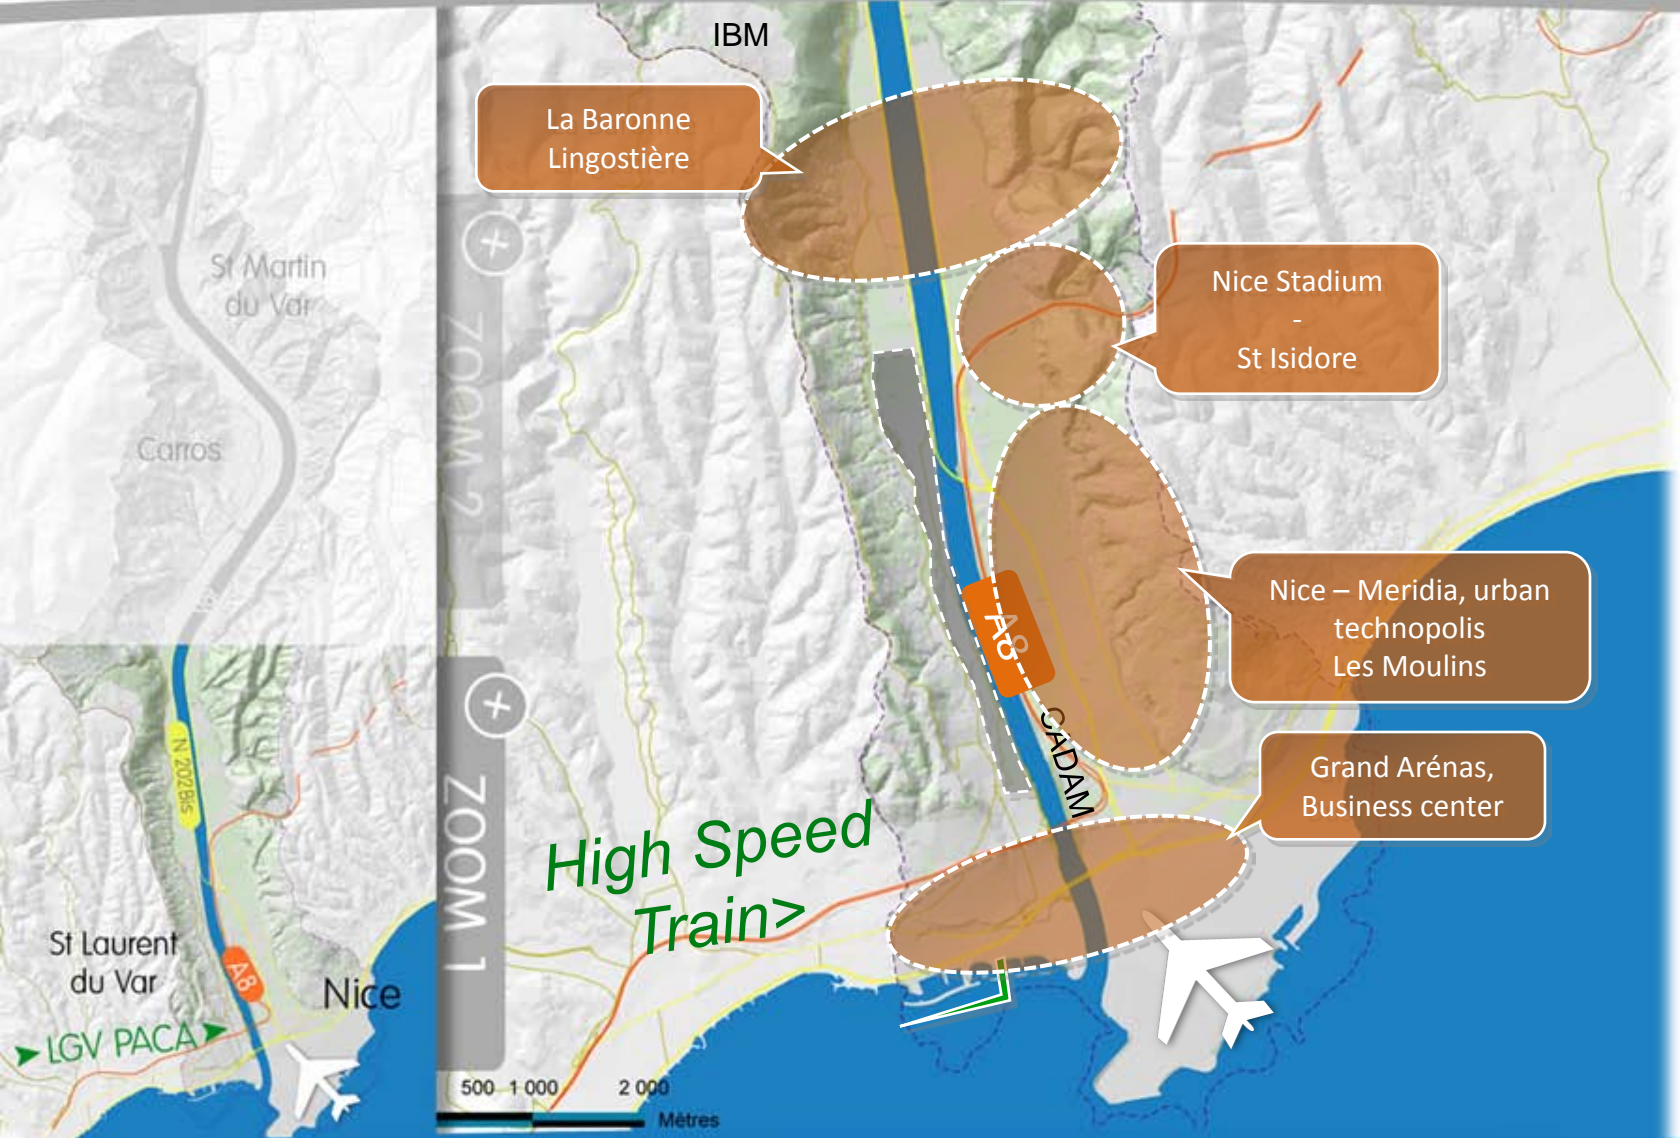 IBM
La Baronne
Lingostière
St Martin
du Var
Carros
ZOOM 2
Nice Stadium
-
St Isidore
Nice – Meridia, urban
technopolis
Les Moulins
A8
CADAM
Grand Arénas,
Business center
High Speed
Train>
ZOOM 1
N 202Bis
St Laurent
du Var
A8
Nice
LGV PACA
500 1 000 2 000
Mètres